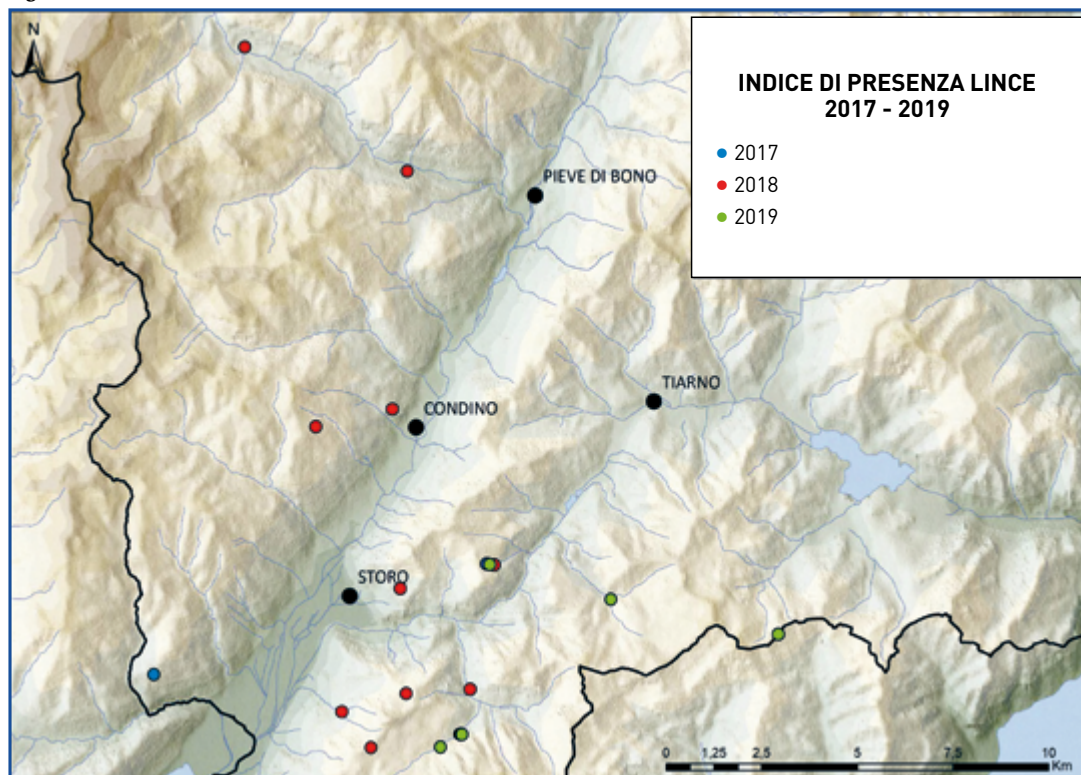 N
INDICE DI PRESENZA LINCE
2017 - 2019
2017
2018
2019
PIEVE DI BONO
TIARNO
CONDINO
STORO
0 1,25 2,5 5 7,5 10
Km